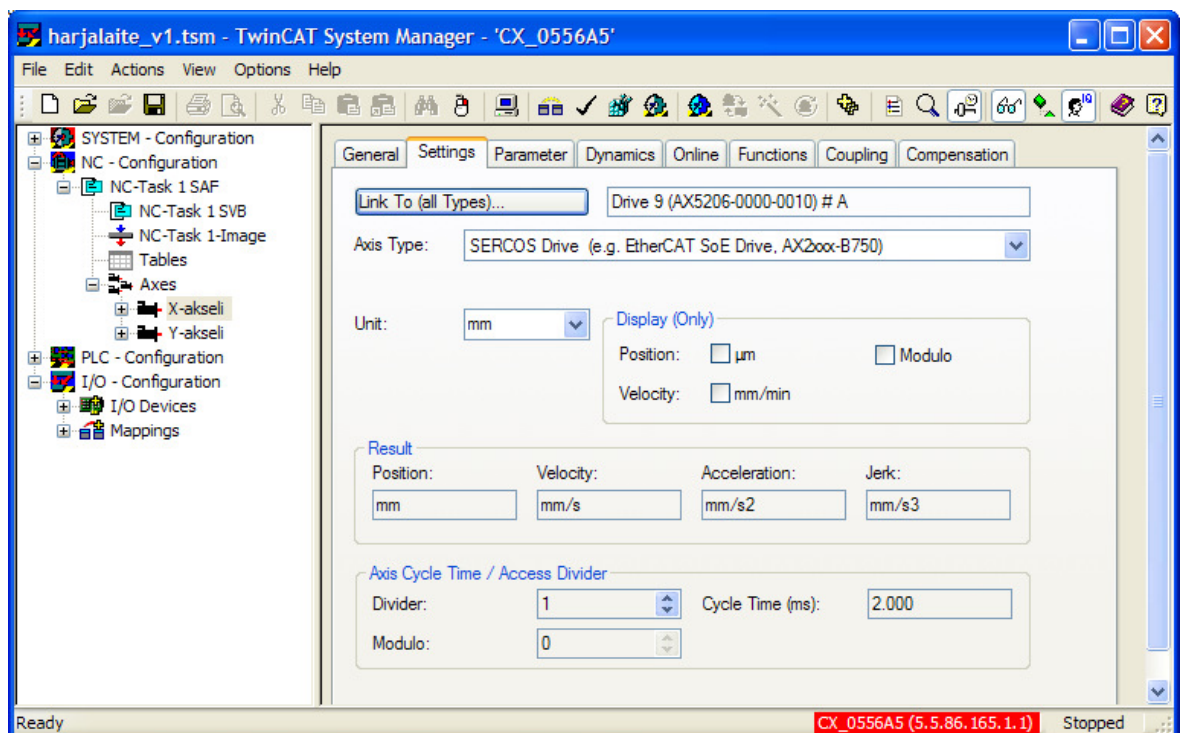 harjalaite_v1.tsm - TwinCAT System Manager - 'CX_0556A5'
File Edit Actions View Options Help
SYSTEM - Configuration
NC - Configuration
NC-Task 1 SAF
NC-Task 1 SVB
NC-Task 1-Image
Tables
Axes
X-akseli
Y-akseli
PLC - Configuration
I/O - Configuration
I/O Devices
Mappings
General Settings Parameter Dynamics Online Functions Coupling Compensation
Link To (all Types)... Drive 9 (AX5206-0000-0010) # A
Axis Type: SERCOS Drive (e.g. EtherCAT SoE Drive, AX2xxx-B750)
Unit: mm
Display (Only)
Position: µm Modulo
Velocity: mm/min
Result
Position: Velocity: Acceleration: Jerk:
mm mm/s mm/s2 mm/s3
Axis Cycle Time / Access Divider
Divider: 1 Cycle Time (ms): 2.000
Modulo: 0
Ready CX_0556A5 (5.5.86.165.1.1) Stopped